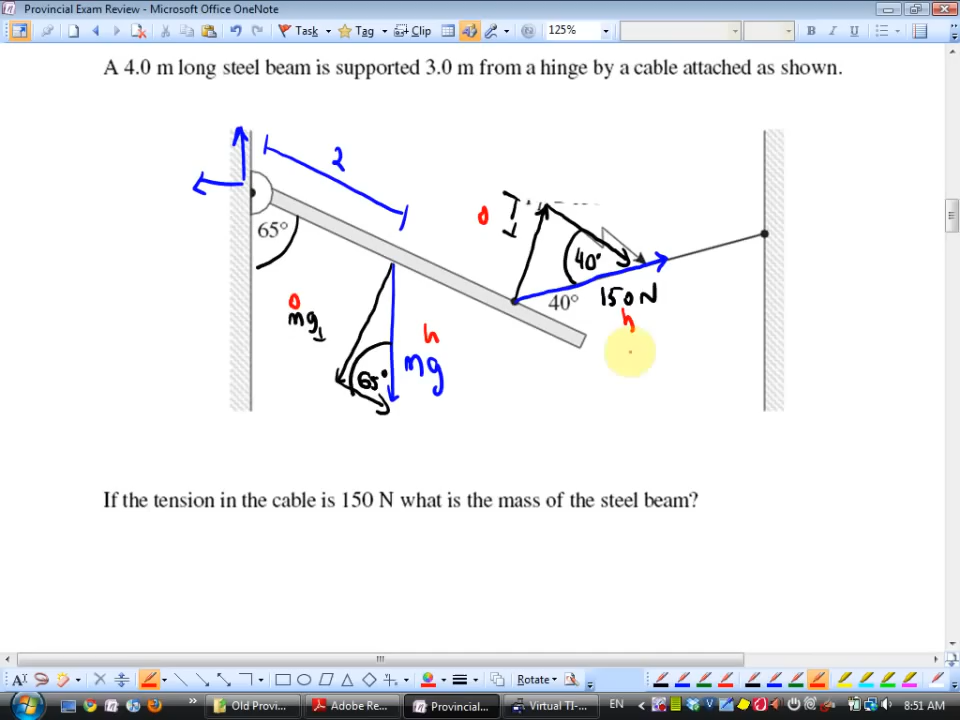 Provincial Exam Review - Microsoft Office OneNote
Task Tag Clip 125% B I U
A 4.0 m long steel beam is supported 3.0 m from a hinge by a cable attached as shown.
2
65°
T⊥
o
40°
40°
150N
h
o
mg⊥
h
mg
65°
If the tension in the cable is 150 N what is the mass of the steel beam?
Rotate
Old Provi...
Adobe Re...
Provincial...
Virtual TI-...
EN
8:51 AM